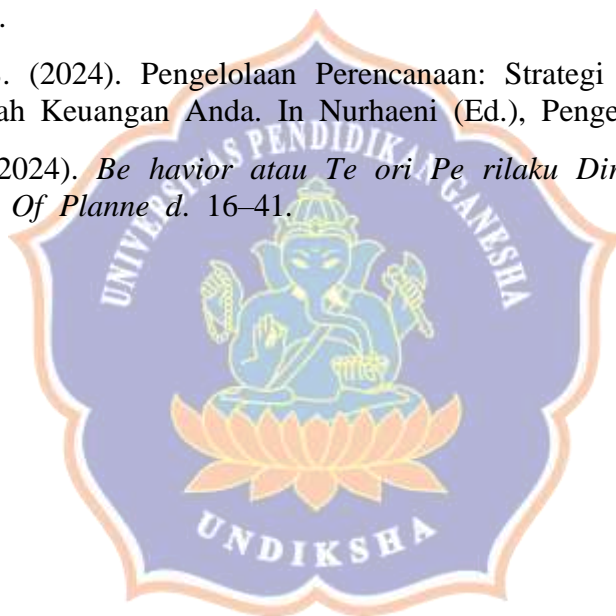 .
. (2024). Pengelolaan Perencanaan: Strategi
ah Keuangan Anda. In Nurhaeni (Ed.), Penge
2024). Be havior atau Te ori Pe rilaku Dir
Of Planne d. 16–41.
UNIVERSITAS PENDIDIKAN GANESHA
UNDIKSHA